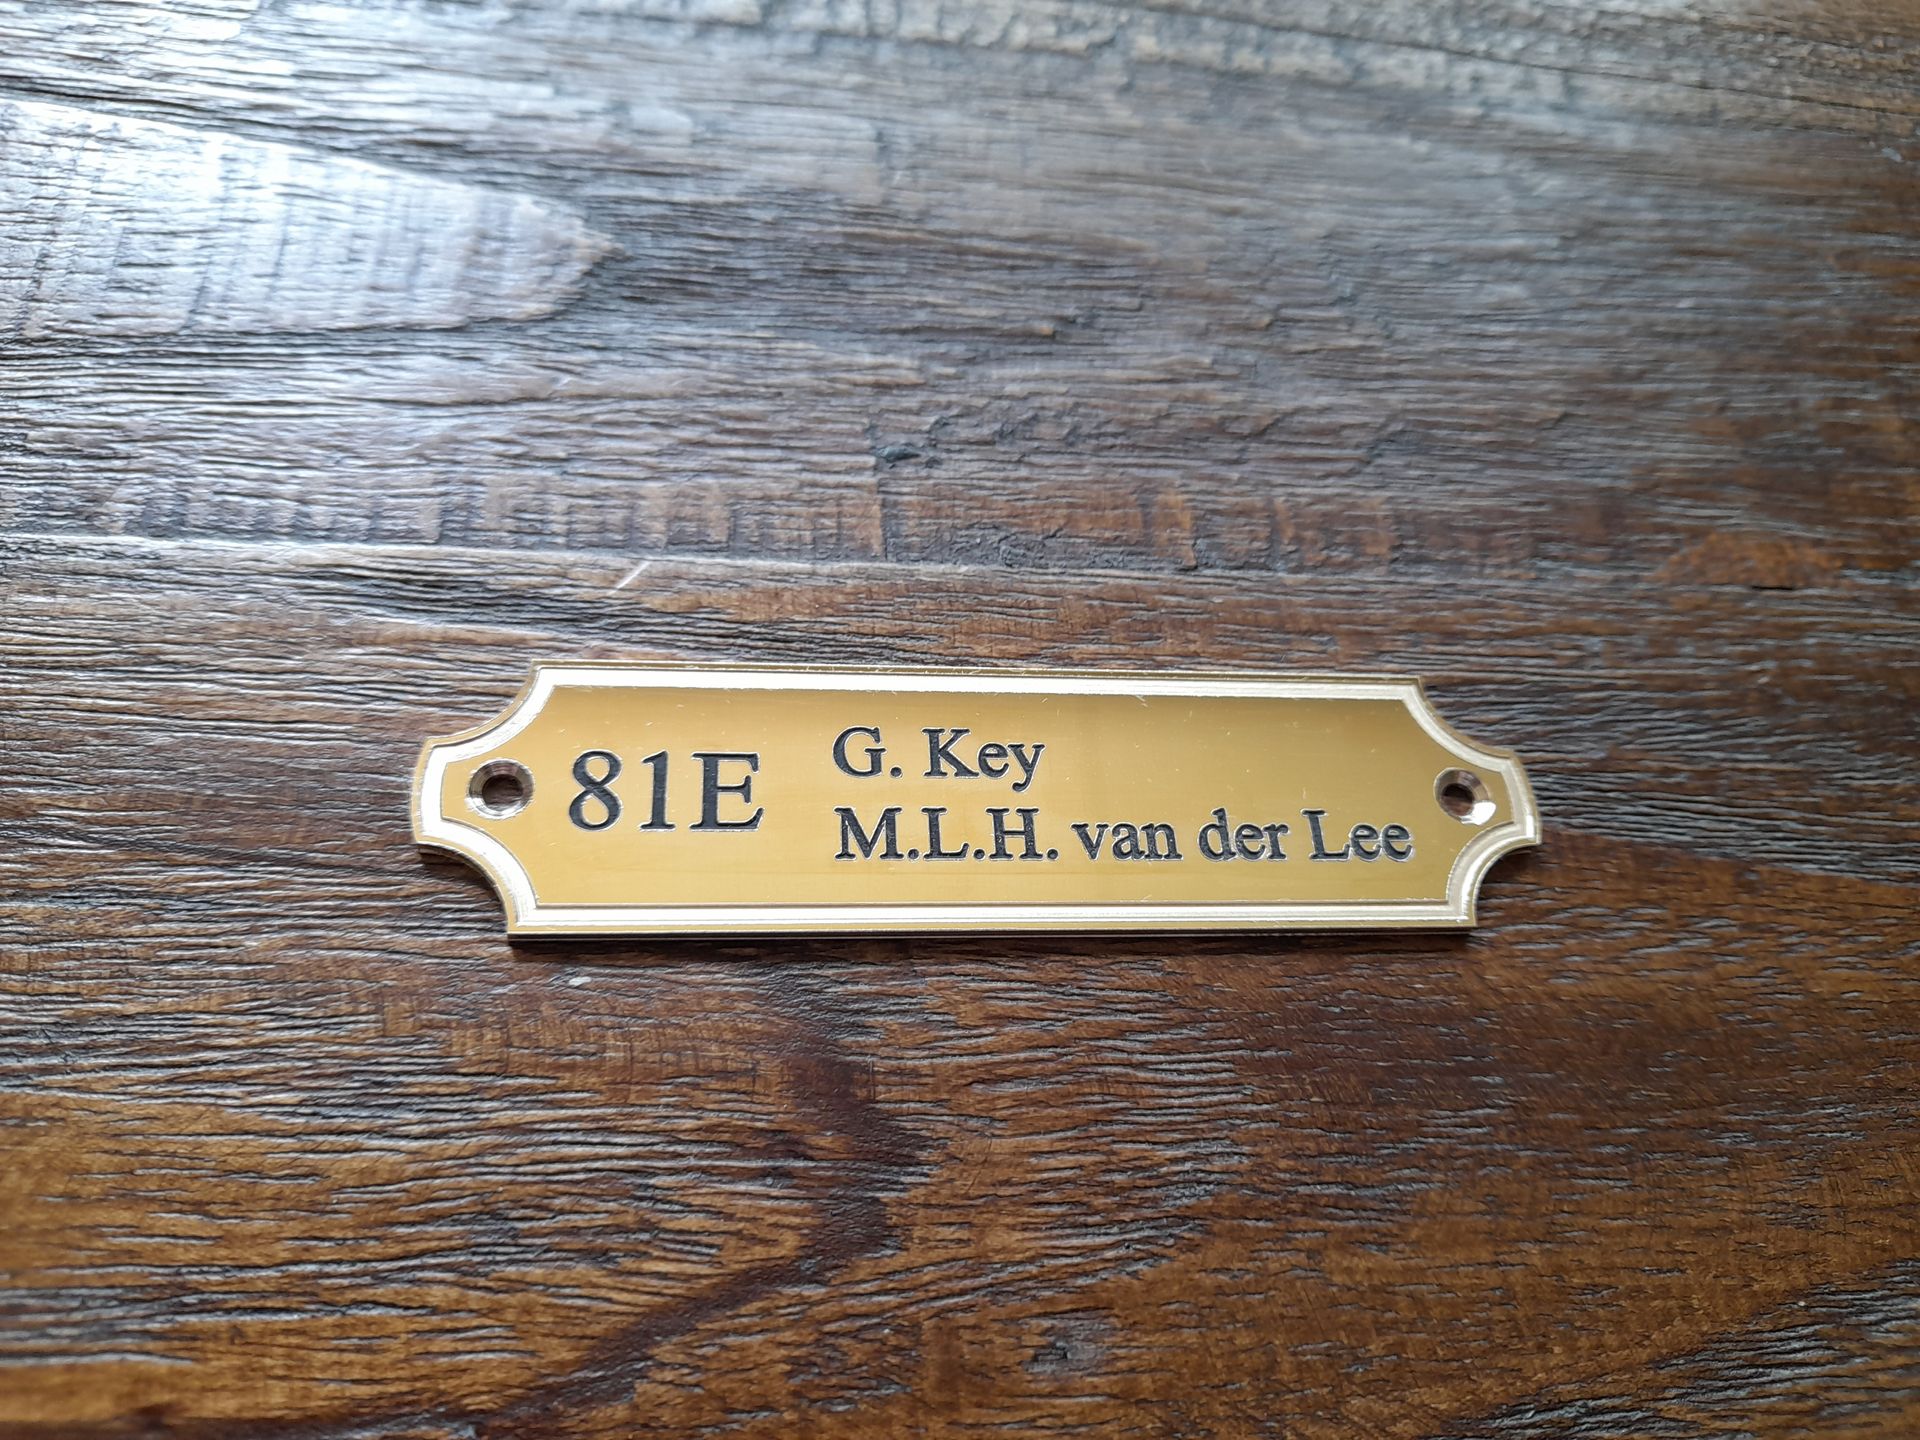 81E
G. Key
M.L.H. van der Lee